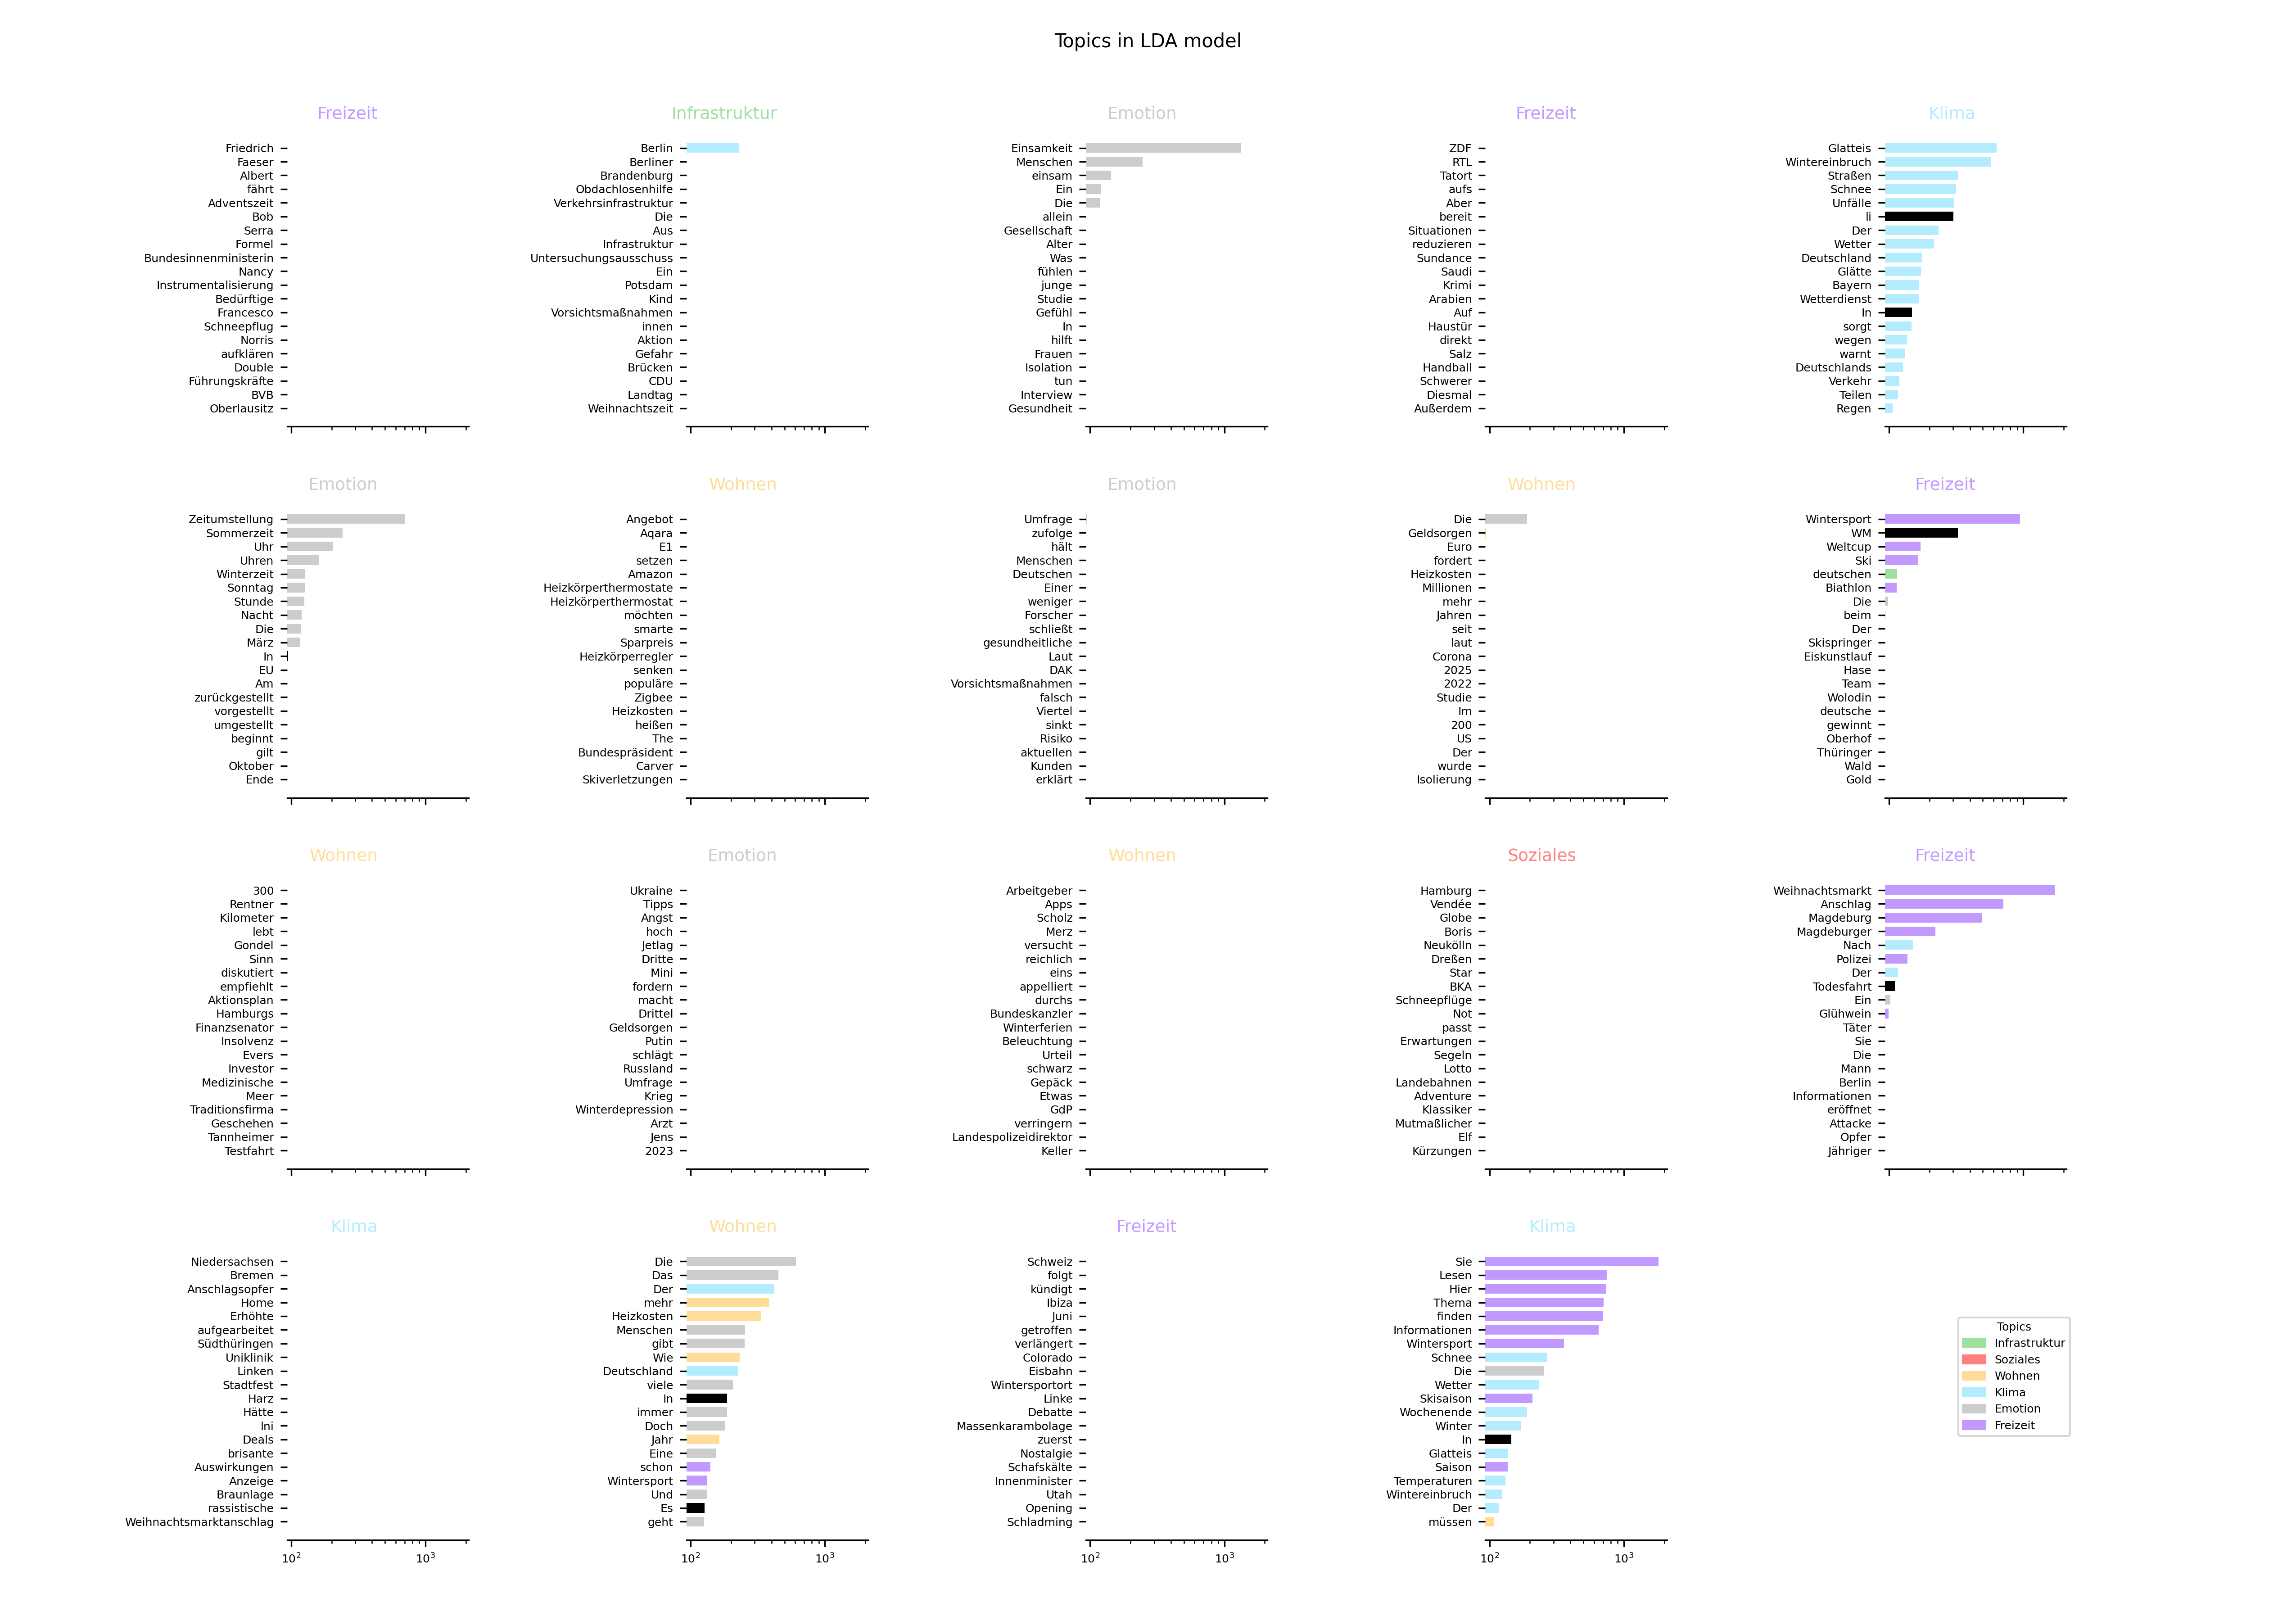 Topics in LDA model
Freizeit
Friedrich
Faeser
Albert
fährt
Adventszeit
Bob
Serra
Formel
Bundesinnenministerin
Nancy
Instrumentalisierung
Bedürftige
Francesco
Schneepflug
Norris
aufklären
Double
Führungskräfte
BVB
Oberlausitz
Infrastruktur
Berlin
Berliner
Brandenburg
Obdachlosenhilfe
Verkehrsinfrastruktur
Die
Aus
Infrastruktur
Untersuchungsausschuss
Ein
Potsdam
Kind
Vorsichtsmaßnahmen
innen
Aktion
Gefahr
Brücken
CDU
Landtag
Weihnachtszeit
Emotion
Einsamkeit
Menschen
einsam
Ein
Die
allein
Gesellschaft
Alter
Was
fühlen
junge
Studie
Gefühl
In
hilft
Frauen
Isolation
tun
Interview
Gesundheit
Freizeit
ZDF
RTL
Tatort
aufs
Aber
bereit
Situationen
reduzieren
Sundance
Saudi
Krimi
Arabien
Auf
Haustür
direkt
Salz
Handball
Schwerer
Diesmal
Außerdem
Klima
Glatteis
Wintereinbruch
Straßen
Schnee
Unfälle
li
Der
Wetter
Deutschland
Glätte
Bayern
Wetterdienst
In
sorgt
wegen
warnt
Deutschlands
Verkehr
Teilen
Regen
Emotion
Zeitumstellung
Sommerzeit
Uhr
Uhren
Winterzeit
Sonntag
Stunde
Nacht
Die
März
In
EU
Am
zurückgestellt
vorgestellt
umgestellt
beginnt
gilt
Oktober
Ende
Wohnen
Angebot
Aqara
E1
setzen
Amazon
Heizkörperthermostate
Heizkörperthermostat
möchten
smarte
Sparpreis
Heizkörperregler
senken
populäre
Zigbee
Heizkosten
heißen
The
Bundespräsident
Carver
Skiverletzungen
Emotion
Umfrage
zufolge
hält
Menschen
Deutschen
Einer
weniger
Forscher
schließt
gesundheitliche
Laut
DAK
Vorsichtsmaßnahmen
falsch
Viertel
sinkt
Risiko
aktuellen
Kunden
erklärt
Wohnen
Die
Geldsorgen
Euro
fordert
Heizkosten
Millionen
mehr
Jahren
seit
laut
Corona
2025
2022
Studie
Im
200
US
Der
wurde
Isolierung
Freizeit
Wintersport
WM
Weltcup
Ski
deutschen
Biathlon
Die
beim
Der
Skispringer
Eiskunstlauf
Hase
Team
Wolodin
deutsche
gewinnt
Oberhof
Thüringer
Wald
Gold
Wohnen
300
Rentner
Kilometer
lebt
Gondel
Sinn
diskutiert
empfiehlt
Aktionsplan
Hamburgs
Finanzsenator
Insolvenz
Evers
Investor
Medizinische
Meer
Traditionsfirma
Geschehen
Tannheimer
Testfahrt
Emotion
Ukraine
Tipps
Angst
hoch
Jetlag
Dritte
Mini
fordern
macht
Drittel
Geldsorgen
Putin
schlägt
Russland
Umfrage
Krieg
Winterdepression
Arzt
Jens
2023
Wohnen
Arbeitgeber
Apps
Scholz
Merz
versucht
reichlich
eins
appelliert
durchs
Bundeskanzler
Winterferien
Beleuchtung
Urteil
schwarz
Gepäck
Etwas
GdP
verringern
Landespolizeidirektor
Keller
Soziales
Hamburg
Vendée
Globe
Boris
Neukölln
Dreßen
Star
BKA
Schneepflüge
Not
passt
Erwartungen
Segeln
Lotto
Landebahnen
Adventure
Klassiker
Mutmaßlicher
Elf
Kürzungen
Freizeit
Weihnachtsmarkt
Anschlag
Magdeburg
Magdeburger
Nach
Polizei
Der
Todesfahrt
Ein
Glühwein
Täter
Sie
Die
Mann
Berlin
Informationen
eröffnet
Attacke
Opfer
Jähriger
Klima
Niedersachsen
Bremen
Anschlagsopfer
Home
Erhöhte
aufgearbeitet
Südthüringen
Uniklinik
Linken
Stadtfest
Harz
Hätte
Ini
Deals
brisante
Auswirkungen
Anzeige
Braunlage
rassistische
Weihnachtsmarktanschlag
10²
10³
Wohnen
Die
Das
Der
mehr
Heizkosten
Menschen
gibt
Wie
Deutschland
viele
In
immer
Doch
Jahr
Eine
schon
Wintersport
Und
Es
geht
10²
10³
Freizeit
Schweiz
folgt
kündigt
Ibiza
Juni
getroffen
verlängert
Colorado
Eisbahn
Wintersportort
Linke
Debatte
Massenkarambolage
zuerst
Nostalgie
Schafskälte
Innenminister
Utah
Opening
Schladming
10²
10³
Klima
Sie
Lesen
Hier
Thema
finden
Informationen
Wintersport
Schnee
Die
Wetter
Skisaison
Wochenende
Winter
In
Glatteis
Saison
Temperaturen
Wintereinbruch
Der
müssen
10²
10³
Topics
Infrastruktur
Soziales
Wohnen
Klima
Emotion
Freizeit